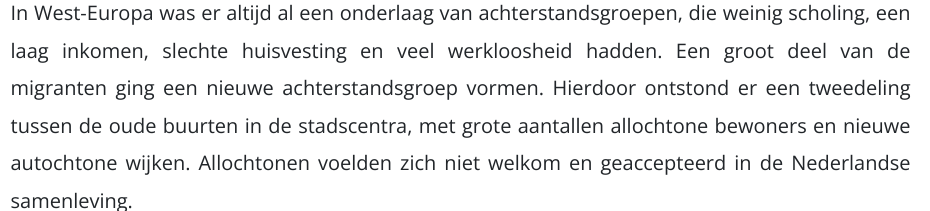 In West-Europa was er altijd al een onderlaag van achterstandsgroepen, die weinig scholing, een
laag inkomen, slechte huisvesting en veel werkloosheid hadden. Een groot deel van de
migranten ging een nieuwe achterstandsgroep vormen. Hierdoor ontstond er een tweedeling
tussen de oude buurten in de stadscentra, met grote aantallen allochtone bewoners en nieuwe
autochtone wijken. Allochtonen voelden zich niet welkom en geaccepteerd in de Nederlandse
samenleving.